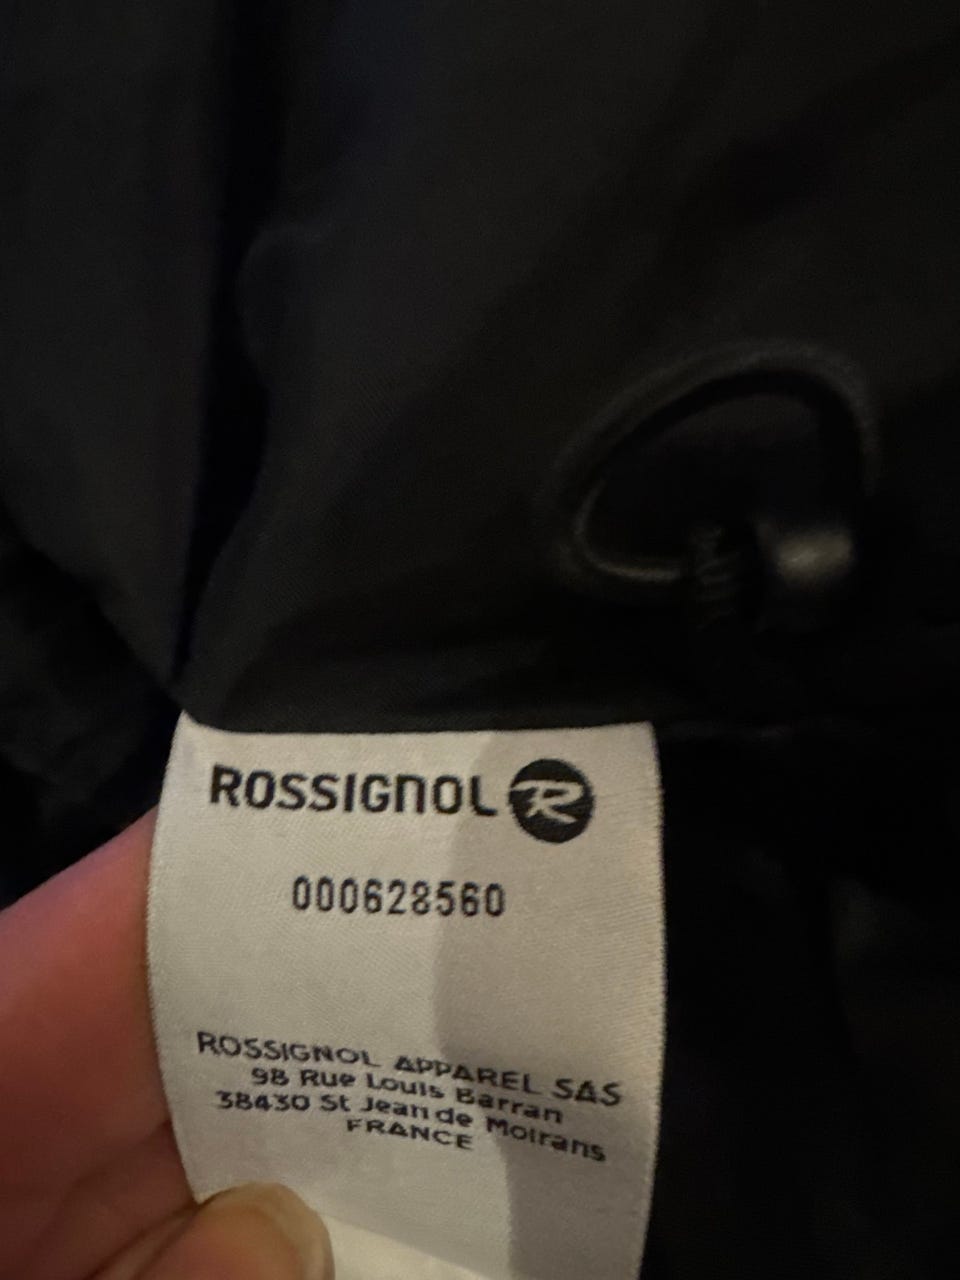 ROSSIGNOL R
000628560
ROSSIGNOL APPAREL SAS
98 Rue Louis Barran
38430 St Jean de Moirans
FRANCE